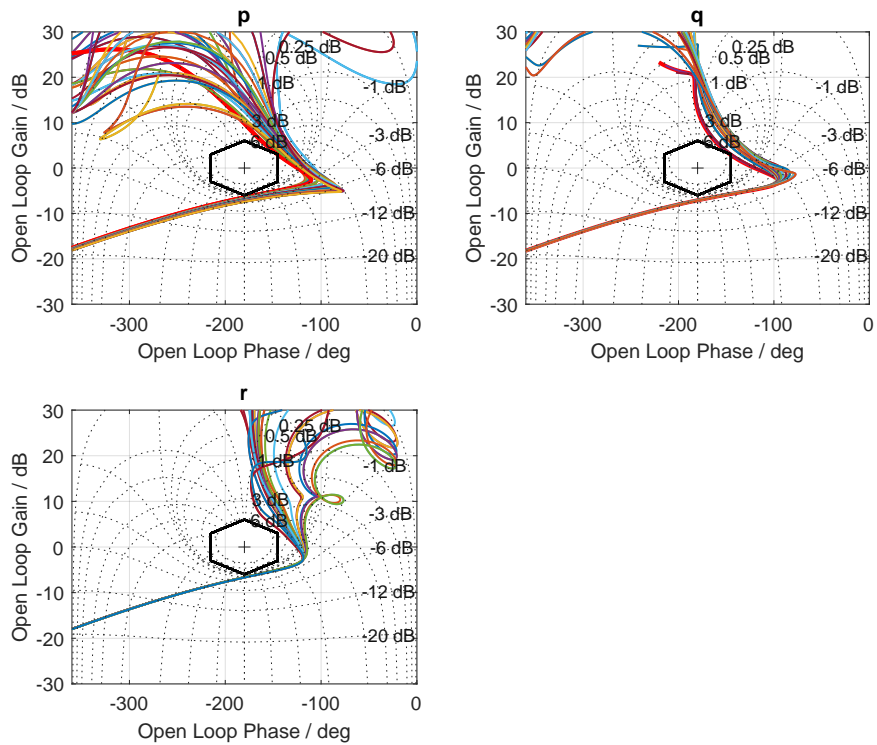 p
30
20
10
0
-10
-20
-30
Open Loop Gain / dB
0.25 dB
0.5 dB
1 dB
3 dB
6 dB
-1 dB
-3 dB
-6 dB
-12 dB
-20 dB
-300
-200
-100
0
Open Loop Phase / deg
q
30
20
10
0
-10
-20
-30
Open Loop Gain / dB
0.25 dB
0.5 dB
1 dB
3 dB
6 dB
-1 dB
-3 dB
-6 dB
-12 dB
-20 dB
-300
-200
-100
0
Open Loop Phase / deg
r
30
20
10
0
-10
-20
-30
Open Loop Gain / dB
0.25 dB
0.5 dB
1 dB
3 dB
6 dB
-1 dB
-3 dB
-6 dB
-12 dB
-20 dB
-300
-200
-100
0
Open Loop Phase / deg